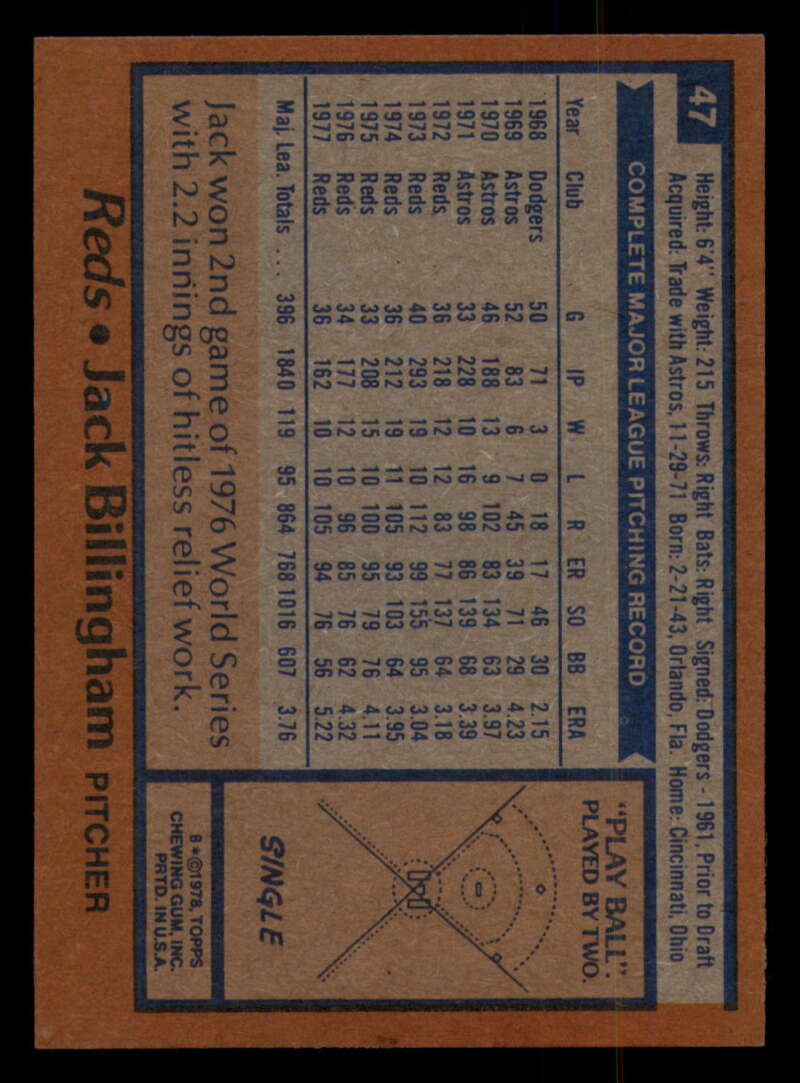 47
Height: 6'4" Weight: 215 Throws: Right Bats: Right Signed: Dodgers - 1961, Prior to Draft
Acquired: Trade with Astros, 11-29-71 Born: 2-21-43, Orlando, Fla. Home: Cincinnati, Ohio
COMPLETE MAJOR LEAGUE PITCHING RECORD
Year Club G IP W L R ER SO BB ERA
1968 Dodgers 50 71 3 0 18 17 46 30 2.15
1969 Astros 52 83 6 7 45 39 71 29 4.23
1970 Astros 46 188 13 9 102 83 134 63 3.97
1971 Astros 33 228 10 16 98 86 139 68 3.39
1972 Reds 36 218 12 12 83 77 137 64 3.18
1973 Reds 40 293 19 10 112 99 155 95 3.04
1974 Reds 36 212 19 11 105 93 103 64 3.95
1975 Reds 33 208 15 10 100 95 79 76 4.11
1976 Reds 34 177 12 10 96 85 76 62 4.32
1977 Reds 36 162 10 10 105 94 76 56 5.22
Maj. Lea. Totals ... 396 1840 119 95 864 768 1016 607 3.76
Jack won 2nd game of 1976 World Series
with 2.2 innings of hitless relief work.
"PLAY BALL".
PLAYED BY TWO.
SINGLE
8*©1978, TOPPS
CHEWING GUM, INC.
PRTD. IN U.S.A.
Reds • Jack Billingham PITCHER